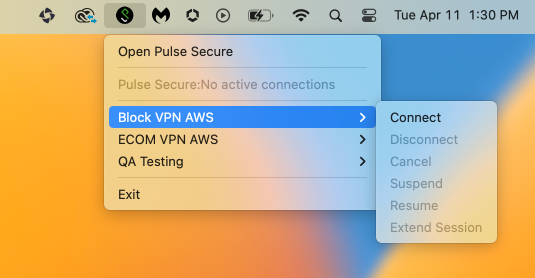 Tue Apr 11 1:30 PM
Open Pulse Secure
Pulse Secure:No active connections
Block VPN AWS
ECOM VPN AWS
QA Testing
Exit
Connect
Disconnect
Cancel
Suspend
Resume
Extend Session